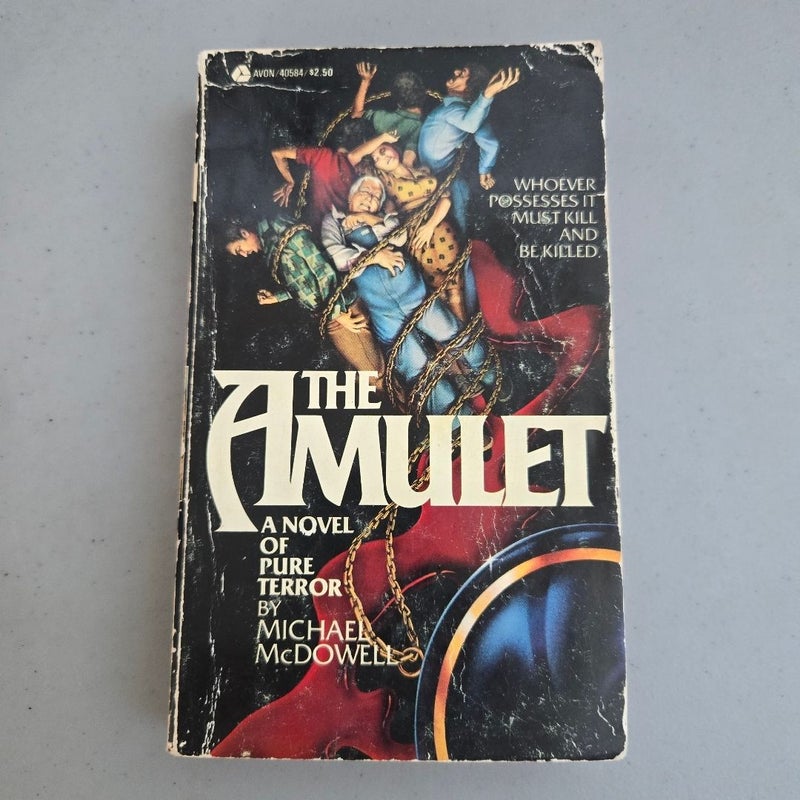 AVON/40584/$2.50
WHOEVER
POSSESSES IT
MUST KILL
AND
BE KILLED.
THE
AMULET
A NOVEL
OF
PURE
TERROR
BY
MICHAEL
McDOWELL